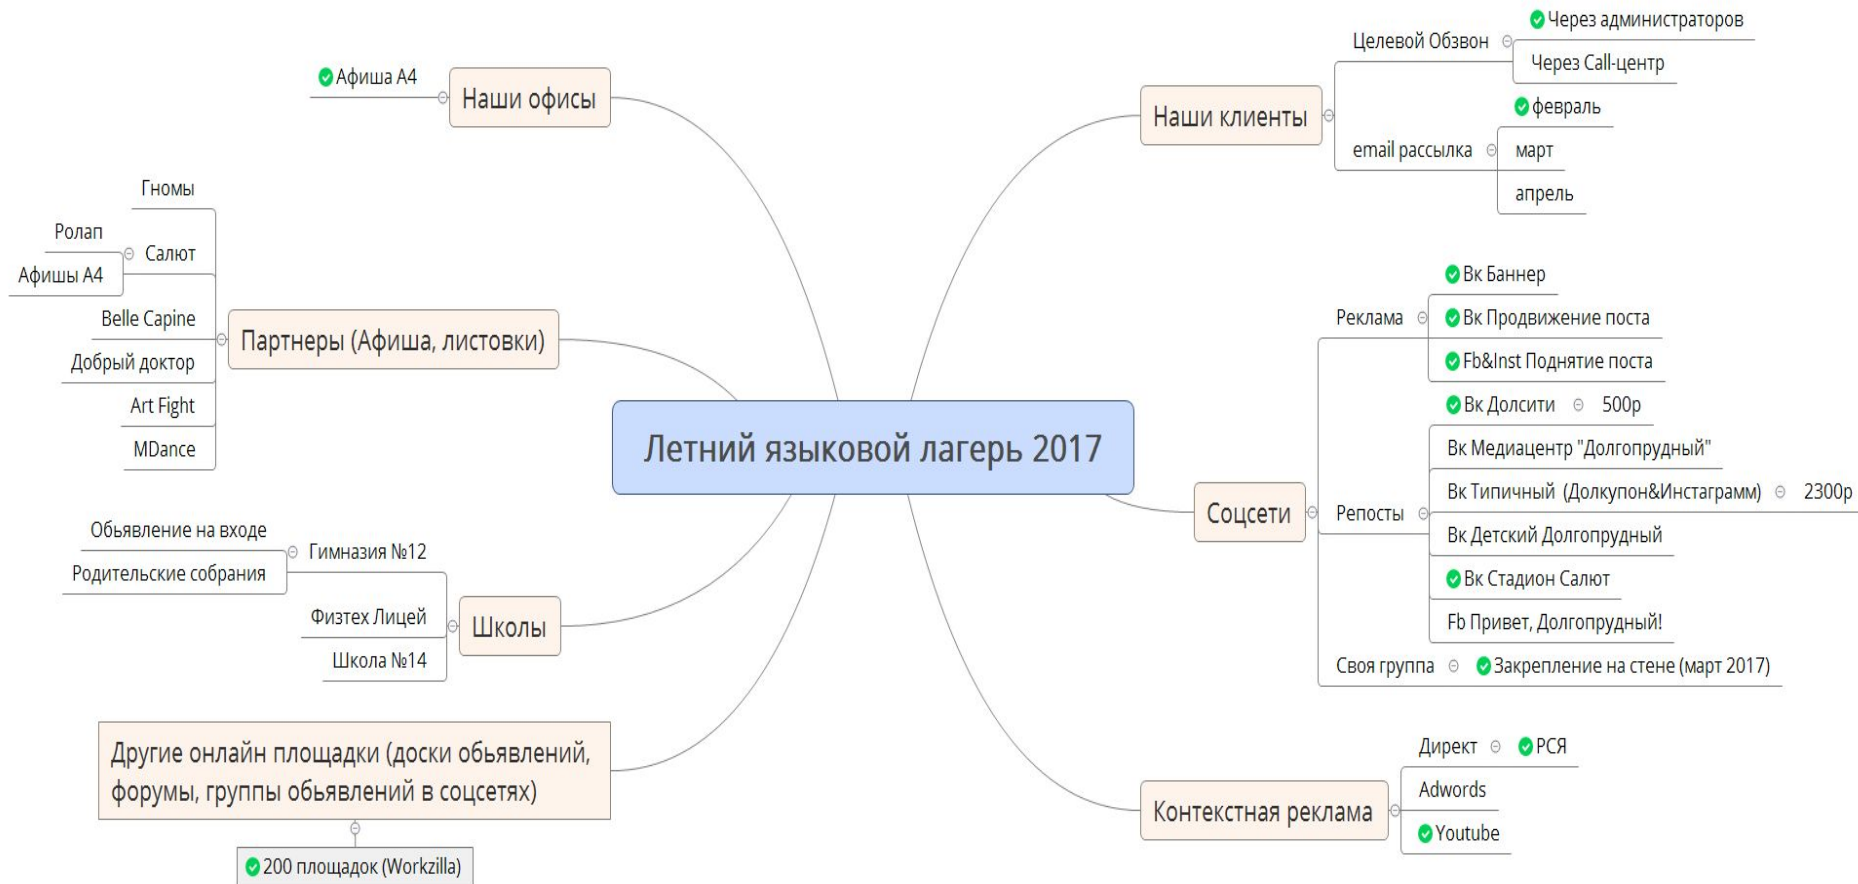 Летний языковой лагерь 2017
Наши офисы
Афиша А4
Партнеры (Афиша, листовки)
Гномы
Салют
Ролап
Афишы А4
Belle Capine
Добрый доктор
Art Fight
MDance
Школы
Гимназия №12
Обьявление на входе
Родительские собрания
Физтех Лицей
Школа №14
Другие онлайн площадки (доски обьявлений,
форумы, группы обьявлений в соцсетях)
200 площадок (Workzilla)
Наши клиенты
Целевой Обзвон
Через администраторов
Через Call-центр
email рассылка
февраль
март
апрель
Соцсети
Реклама
Вк Баннер
Вк Продвижение поста
Fb&Inst Поднятие поста
Репосты
Вк Долсити
500р
Вк Медиацентр "Долгопрудный"
Вк Типичный (Долкупон&Инстаграмм)
2300р
Вк Детский Долгопрудный
Вк Стадион Салют
Fb Привет, Долгопрудный!
Своя группа
Закрепление на стене (март 2017)
Контекстная реклама
Директ
РСЯ
Adwords
Youtube